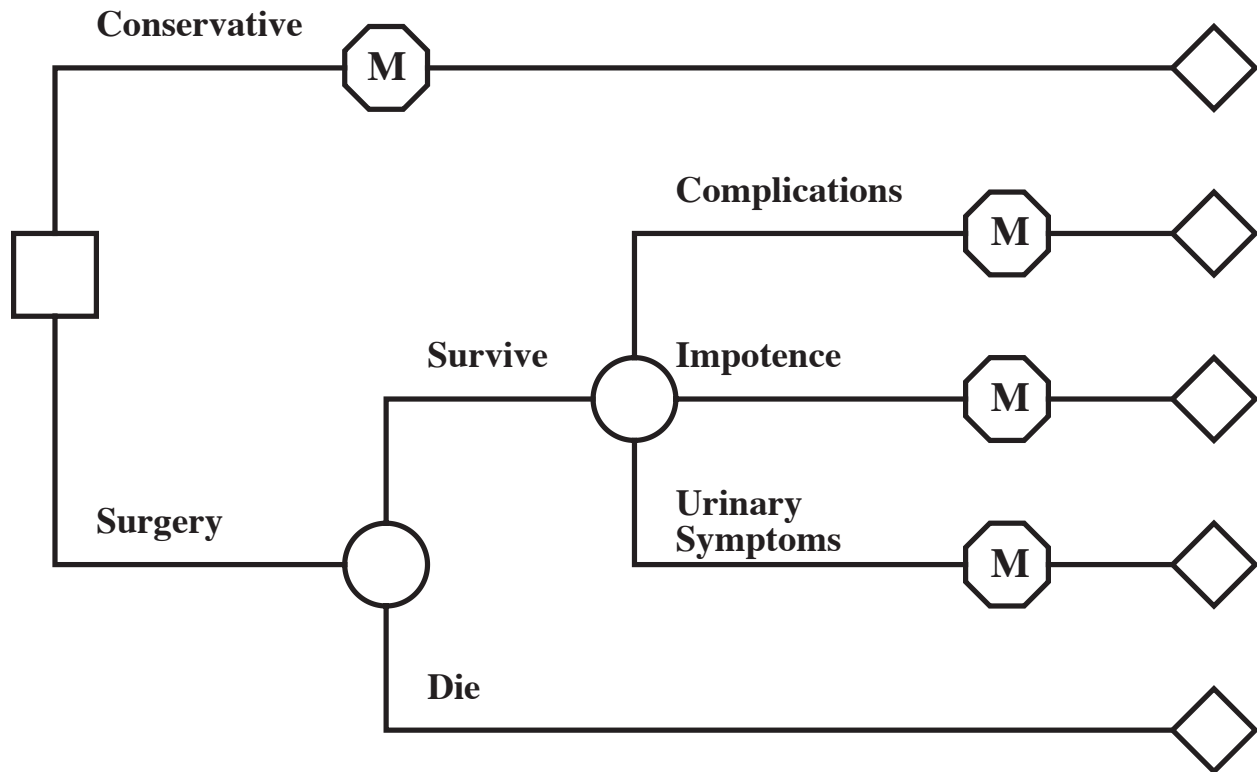 Conservative
M
Complications
M
Survive
Impotence
M
Urinary
Symptoms
Surgery
M
Die